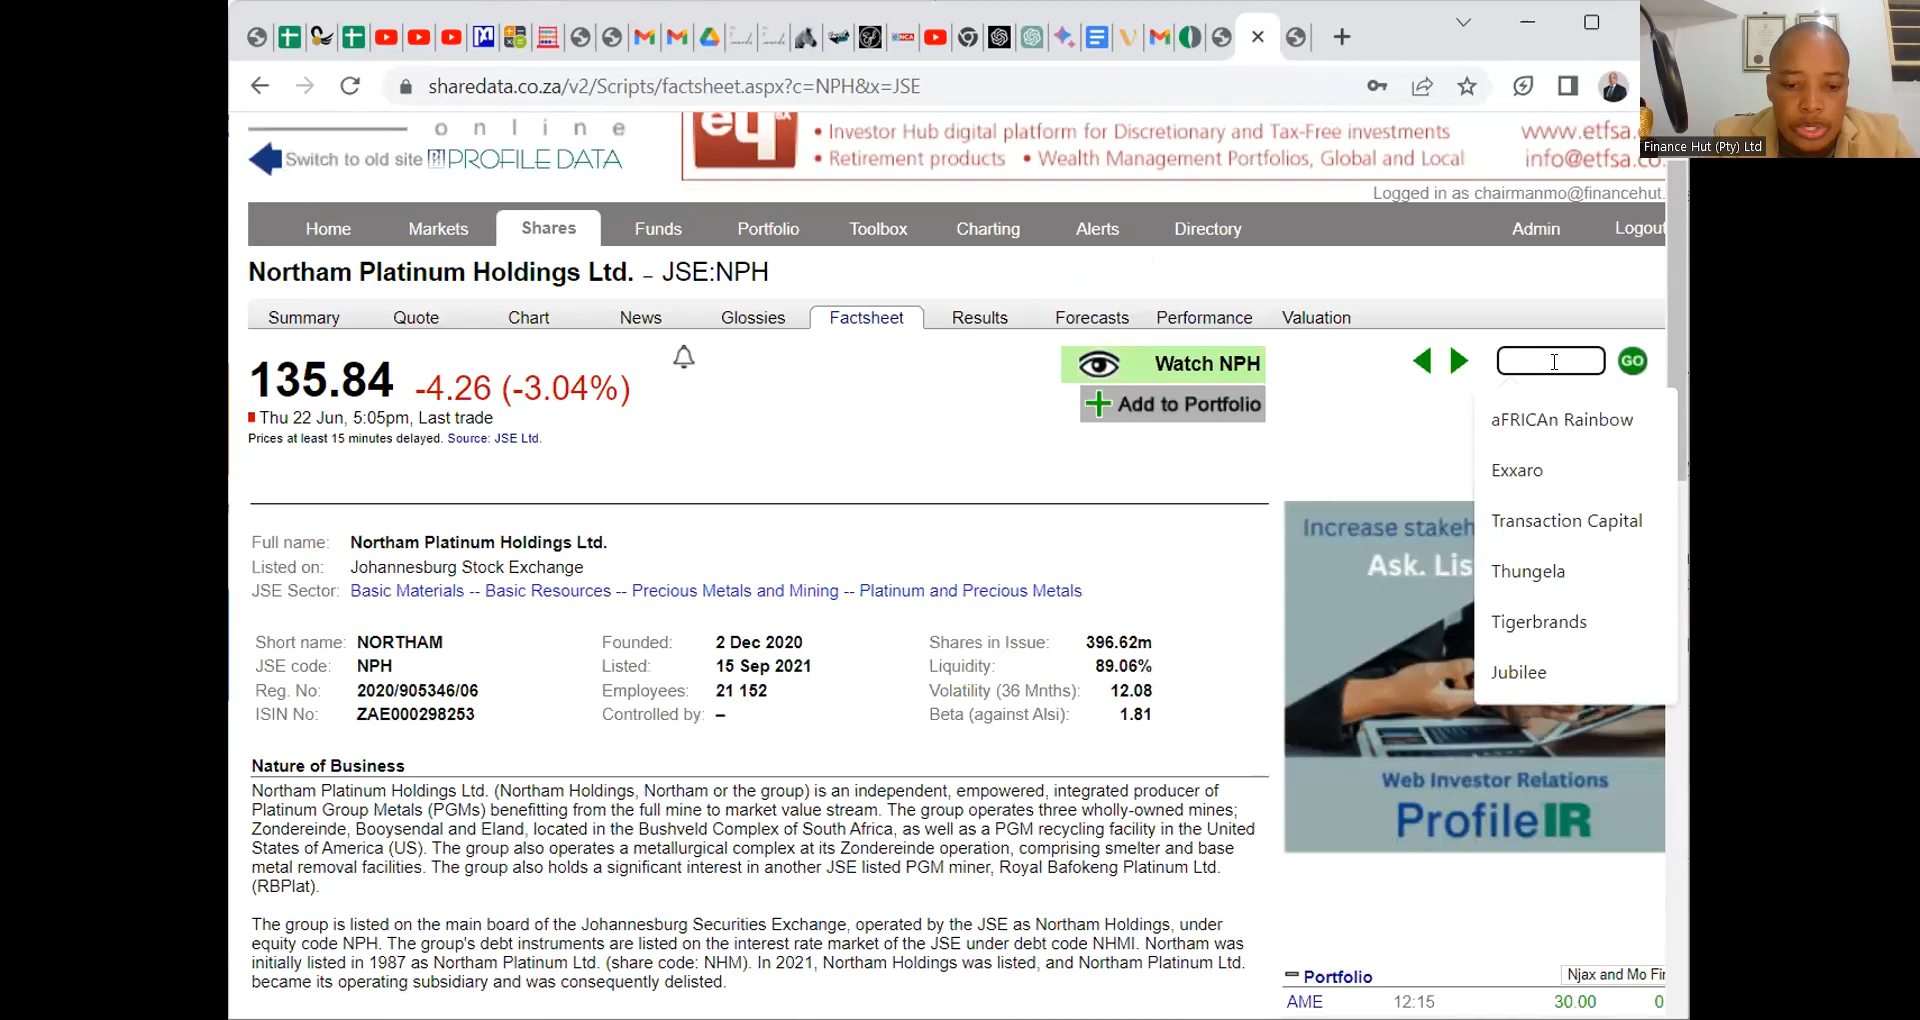 sharedata.co.za/v2/Scripts/factsheet.aspx?c=NPH&x=JSE
Finance Hut (Pty) Ltd
online
Switch to old site PROFILE DATA
• Investor Hub digital platform for Discretionary and Tax-Free investments
• Retirement products • Wealth Management Portfolios, Global and Local
www.etfsa.
info@etfsa.co.
Logged in as chairmanmo@financehut.
Home Markets Shares Funds Portfolio Toolbox Charting Alerts Directory Admin Logout
Northam Platinum Holdings Ltd. – JSE:NPH
Summary Quote Chart News Glossies Factsheet Results Forecasts Performance Valuation
135.84 -4.26 (-3.04%)
Thu 22 Jun, 5:05pm, Last trade
Prices at least 15 minutes delayed. Source: JSE Ltd.
Watch NPH
Add to Portfolio
GO
aFRICAn Rainbow
Exxaro
Transaction Capital
Thungela
Tigerbrands
Jubilee
Full name: Northam Platinum Holdings Ltd.
Listed on: Johannesburg Stock Exchange
JSE Sector: Basic Materials -- Basic Resources -- Precious Metals and Mining -- Platinum and Precious Metals
Short name: NORTHAM Founded: 2 Dec 2020 Shares in Issue: 396.62m
JSE code: NPH Listed: 15 Sep 2021 Liquidity: 89.06%
Reg. No: 2020/905346/06 Employees: 21 152 Volatility (36 Mnths): 12.08
ISIN No: ZAE000298253 Controlled by: – Beta (against Alsi): 1.81
Nature of Business
Northam Platinum Holdings Ltd. (Northam Holdings, Northam or the group) is an independent, empowered, integrated producer of
Platinum Group Metals (PGMs) benefitting from the full mine to market value stream. The group operates three wholly-owned mines;
Zondereinde, Booysendal and Eland, located in the Bushveld Complex of South Africa, as well as a PGM recycling facility in the United
States of America (US). The group also operates a metallurgical complex at its Zondereinde operation, comprising smelter and base
metal removal facilities. The group also holds a significant interest in another JSE listed PGM miner, Royal Bafokeng Platinum Ltd.
(RBPlat).
The group is listed on the main board of the Johannesburg Securities Exchange, operated by the JSE as Northam Holdings, under
equity code NPH. The group's debt instruments are listed on the interest rate market of the JSE under debt code NHMI. Northam was
initially listed in 1987 as Northam Platinum Ltd. (share code: NHM). In 2021, Northam Holdings was listed, and Northam Platinum Ltd.
became its operating subsidiary and was consequently delisted.
Increase stakeh
Ask. Lis
Web Investor Relations
ProfileIR
Portfolio Njax and Mo Fir
AME 12:15 30.00 0